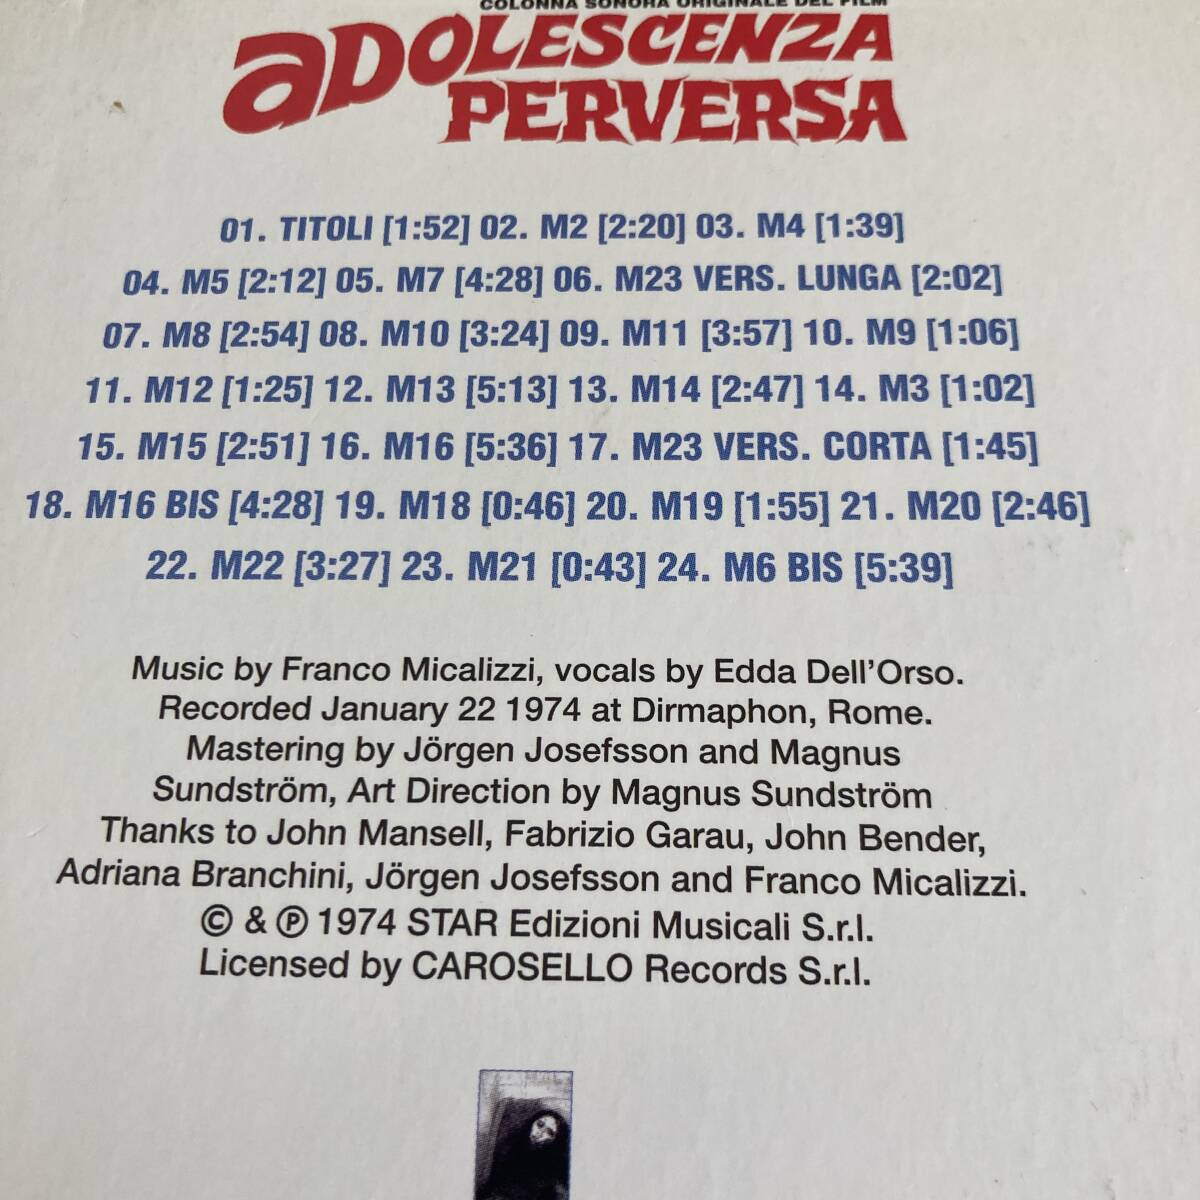 COLONNA SONORA ORIGINALE DEL FILM
ADOLESCENZA
PERVERSA
01. TITOLI [1:52] 02. M2 [2:20] 03. M4 [1:39]
04. M5 [2:12] 05. M7 [4:28] 06. M23 VERS. LUNGA [2:02]
07. M8 [2:54] 08. M10 [3:24] 09. M11 [3:57] 10. M9 [1:06]
11. M12 [1:25] 12. M13 [5:13] 13. M14 [2:47] 14. M3 [1:02]
15. M15 [2:51] 16. M16 [5:36] 17. M23 VERS. CORTA [1:45]
18. M16 BIS [4:28] 19. M18 [0:46] 20. M19 [1:55] 21. M20 [2:46]
22. M22 [3:27] 23. M21 [0:43] 24. M6 BIS [5:39]
Music by Franco Micalizzi, vocals by Edda Dell'Orso.
Recorded January 22 1974 at Dirmaphon, Rome.
Mastering by Jörgen Josefsson and Magnus
Sundström, Art Direction by Magnus Sundström
Thanks to John Mansell, Fabrizio Garau, John Bender,
Adriana Branchini, Jörgen Josefsson and Franco Micalizzi.
© & ℗ 1974 STAR Edizioni Musicali S.r.l.
Licensed by CAROSELLO Records S.r.l.